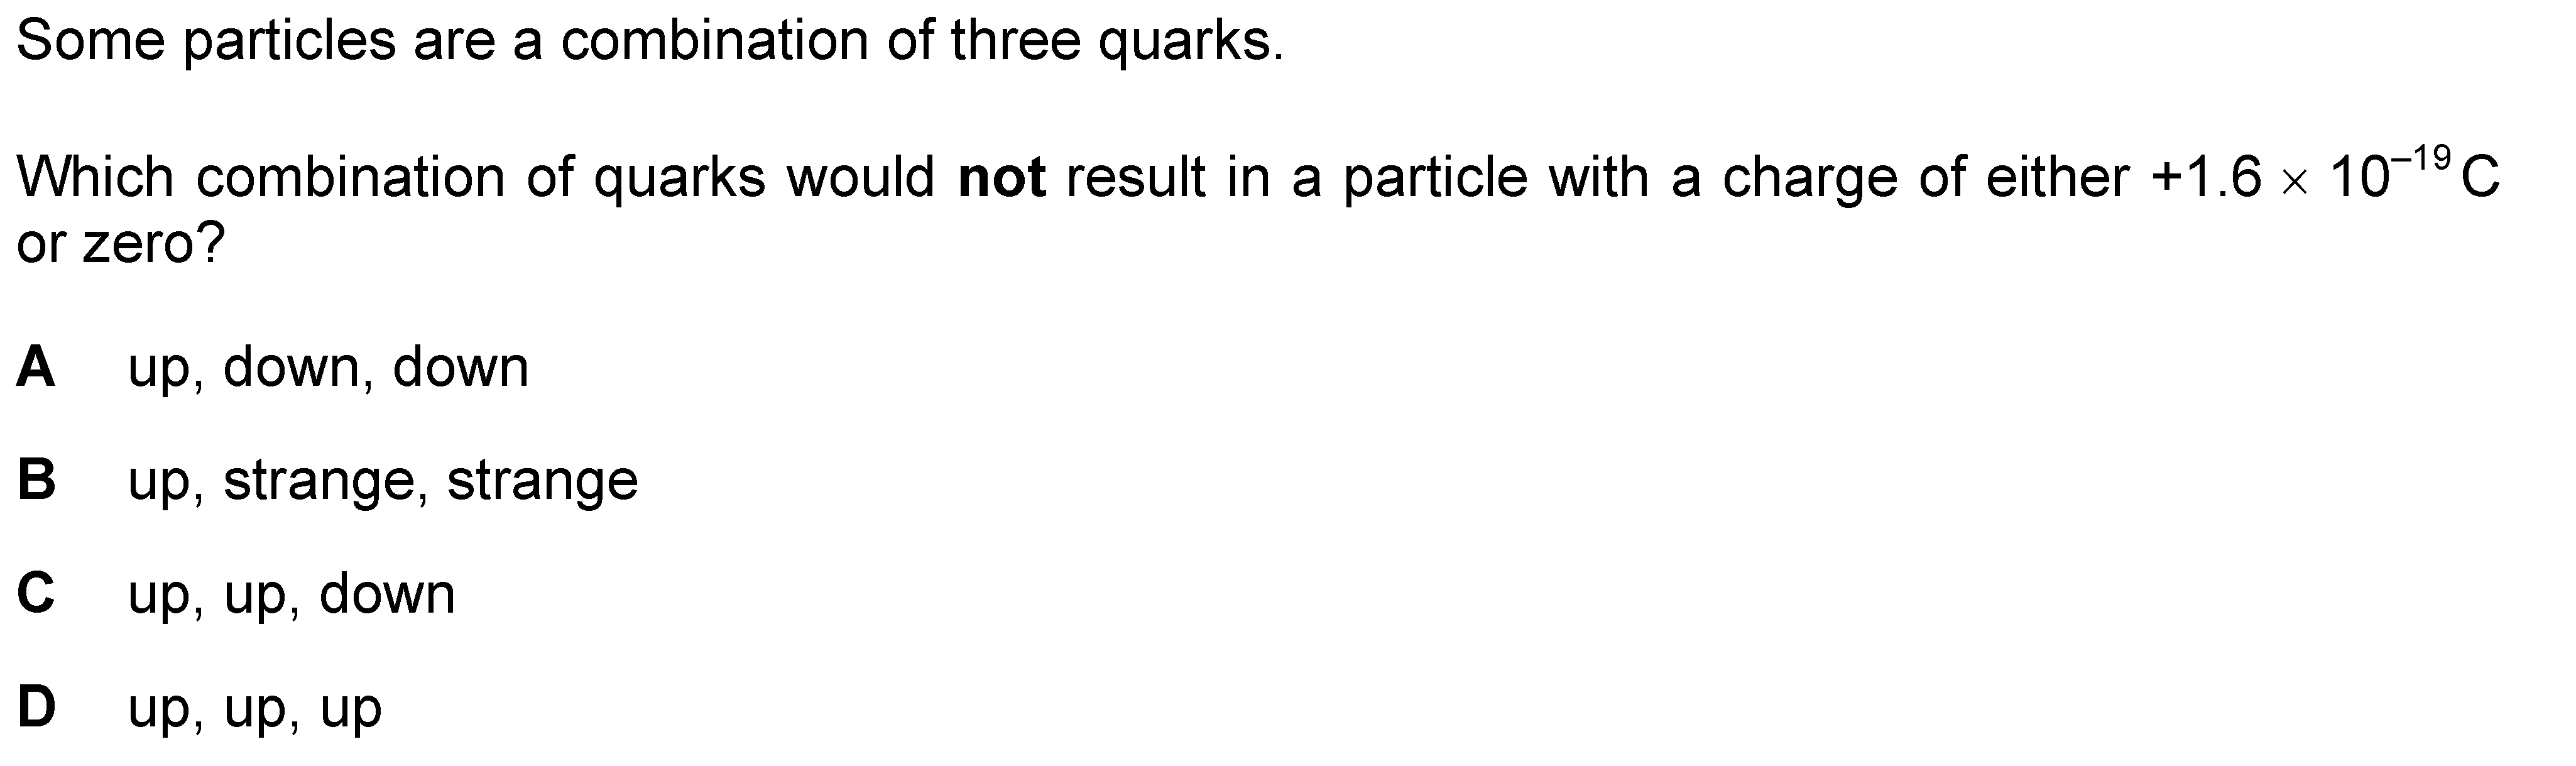 Some particles are a combination of three quarks.
Which combination of quarks would not result in a particle with a charge of either +1.6 × 10⁻¹⁹ C
or zero?
A up, down, down
B up, strange, strange
C up, up, down
D up, up, up